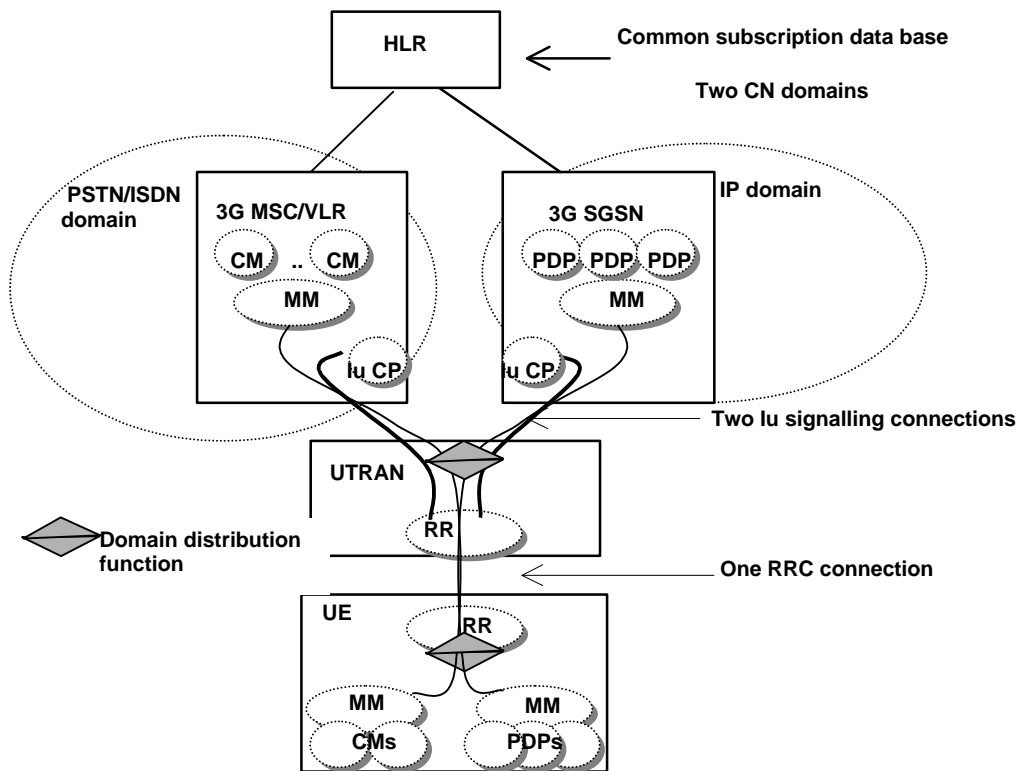 HLR
Common subscription data base
Two CN domains
PSTN/ISDN
domain
IP domain
3G MSC/VLR
3G SGSN
CM .. CM
PDP PDP PDP
MM
MM
Iu CP
Iu CP
Two Iu signalling connections
UTRAN
RR
Domain distribution
function
One RRC connection
UE
RR
MM
MM
CMs
PDPs